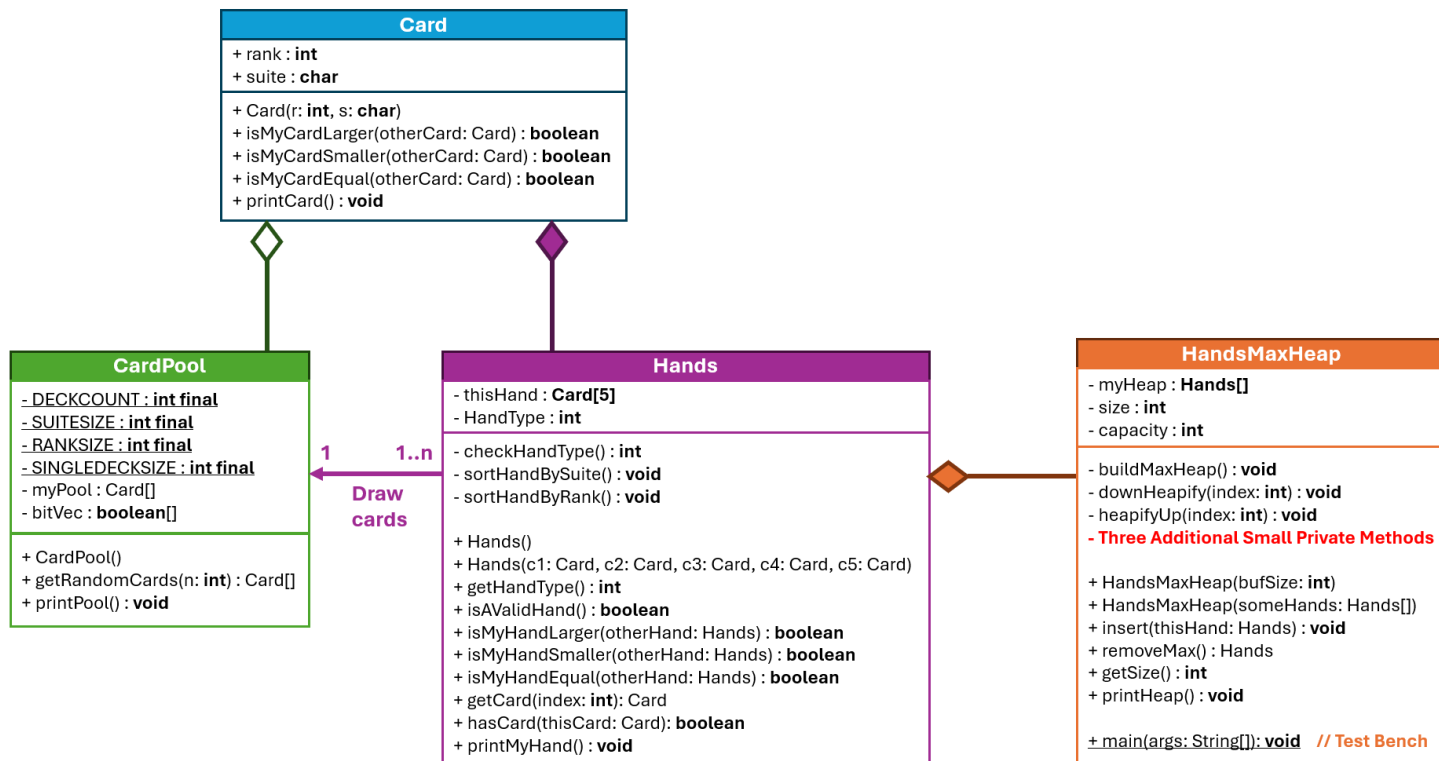 Card
+ rank : int
+ suite : char
+ Card(r: int, s: char)
+ isMyCardLarger(otherCard: Card) : boolean
+ isMyCardSmaller(otherCard: Card) : boolean
+ isMyCardEqual(otherCard: Card) : boolean
+ printCard() : void
CardPool
- DECKCOUNT : int final
- SUITESIZE : int final
- RANKSIZE : int final
- SINGLEDECKSIZE : int final
- myPool : Card[]
- bitVec : boolean[]
+ CardPool()
+ getRandomCards(n: int) : Card[]
+ printPool() : void
1
1..n
Draw
cards
Hands
- thisHand : Card[5]
- HandType : int
- checkHandType() : int
- sortHandBySuite() : void
- sortHandByRank() : void
+ Hands()
+ Hands(c1: Card, c2: Card, c3: Card, c4: Card, c5: Card)
+ getHandType() : int
+ isAValidHand() : boolean
+ isMyHandLarger(otherHand: Hands) : boolean
+ isMyHandSmaller(otherHand: Hands) : boolean
+ isMyHandEqual(otherHand: Hands) : boolean
+ getCard(index: int): Card
+ hasCard(thisCard: Card): boolean
+ printMyHand() : void
HandsMaxHeap
- myHeap : Hands[]
- size : int
- capacity : int
- buildMaxHeap() : void
- downHeapify(index: int) : void
- heapifyUp(index: int) : void
- Three Additional Small Private Methods
+ HandsMaxHeap(bufSize: int)
+ HandsMaxHeap(someHands: Hands[])
+ insert(thisHand: Hands) : void
+ removeMax() : Hands
+ getSize() : int
+ printHeap() : void
+ main(args: String[]): void // Test Bench